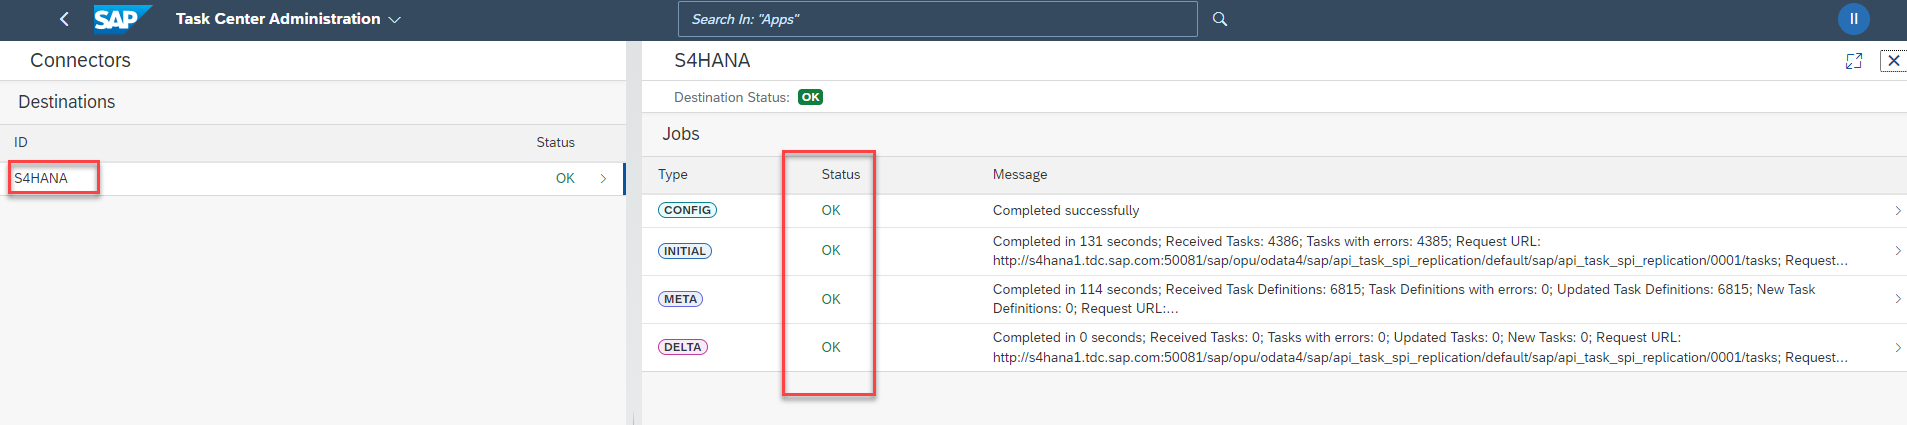 SAP Task Center Administration Search In: "Apps" II
Connectors
Destinations
ID Status
S4HANA OK
S4HANA
Destination Status: OK
Jobs
Type Status Message
CONFIG OK Completed successfully
INITIAL OK Completed in 131 seconds; Received Tasks: 4386; Tasks with errors: 4385; Request URL:
http://s4hana1.tdc.sap.com:50081/sap/opu/odata4/sap/api_task_spi_replication/default/sap/api_task_spi_replication/0001/tasks; Request...
META OK Completed in 114 seconds; Received Task Definitions: 6815; Task Definitions with errors: 0; Updated Task Definitions: 6815; New Task
Definitions: 0; Request URL:...
DELTA OK Completed in 0 seconds; Received Tasks: 0; Tasks with errors: 0; Updated Tasks: 0; New Tasks: 0; Request URL:
http://s4hana1.tdc.sap.com:50081/sap/opu/odata4/sap/api_task_spi_replication/default/sap/api_task_spi_replication/0001/tasks; Request...